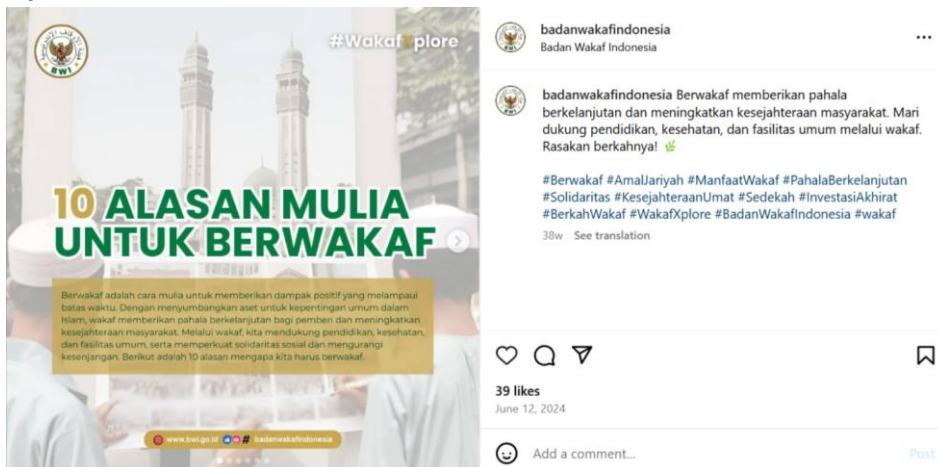 BWI
#WakafXplore
10 ALASAN MULIA
UNTUK BERWAKAF
Berwakaf adalah cara mulia untuk memberikan dampak positif yang melampaui
batas waktu. Dengan menyumbangkan aset untuk kepentingan umum dalam
Islam, wakaf memberikan pahala berkelanjutan bagi pemberi dan meningkatkan
kesejahteraan masyarakat. Melalui wakaf, kita mendukung pendidikan, kesehatan,
dan fasilitas umum, serta memperkuat solidaritas sosial dan mengurangi
kesenjangan. Berikut adalah 10 alasan mengapa kita harus berwakaf.
www.bwi.go.id badanwakafindonesia
badanwakafindonesia
Badan Wakaf Indonesia
badanwakafindonesia Berwakaf memberikan pahala
berkelanjutan dan meningkatkan kesejahteraan masyarakat. Mari
dukung pendidikan, kesehatan, dan fasilitas umum melalui wakaf.
Rasakan berkahnya! 🌿
#Berwakaf #AmalJariyah #ManfaatWakaf #PahalaBerkelanjutan
#Solidaritas #KesejahteraanUmat #Sedekah #InvestasiAkhirat
#BerkahWakaf #WakafXplore #BadanWakafIndonesia #wakaf
38w See translation
39 likes
June 12, 2024
Add a comment...
Post